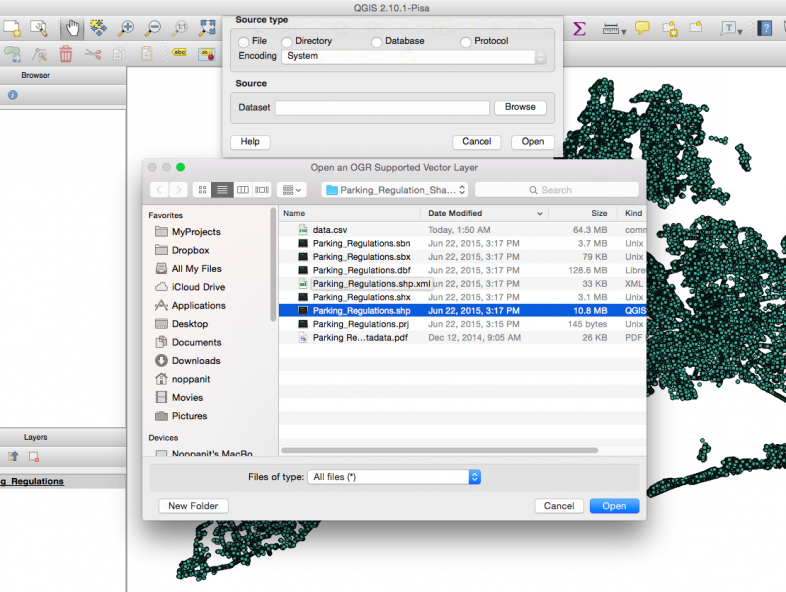 QGIS 2.10.1-Pisa
Source type
File Directory Database Protocol
Encoding System
Source
Dataset Browse
Help Cancel Open
Browser
Open an OGR Supported Vector Layer
Parking_Regulation_Sha... Search
Favorites
MyProjects
Dropbox
All My Files
iCloud Drive
Applications
Desktop
Documents
Downloads
noppanit
Movies
Pictures
Devices
Noppanit's MacBo
Name Date Modified Size Kind
data.csv Today, 1:50 AM 64.3 MB comm
Parking_Regulations.sbn Jun 22, 2015, 3:17 PM 3.7 MB Unix
Parking_Regulations.sbx Jun 22, 2015, 3:17 PM 79 KB Unix
Parking_Regulations.dbf Jun 22, 2015, 3:17 PM 128.6 MB Libre
Parking_Regulations.shp.xml Jun 22, 2015, 3:17 PM 33 KB XML
Parking_Regulations.shx Jun 22, 2015, 3:17 PM 3.1 MB Unix
Parking_Regulations.shp Jun 22, 2015, 3:17 PM 10.8 MB QGIS
Parking_Regulations.prj Jun 22, 2015, 3:15 PM 145 bytes Unix
Parking Re...tadata.pdf Dec 12, 2014, 9:05 AM 26 KB PDF
Files of type: All files (*)
New Folder Cancel Open
Layers
g_Regulations